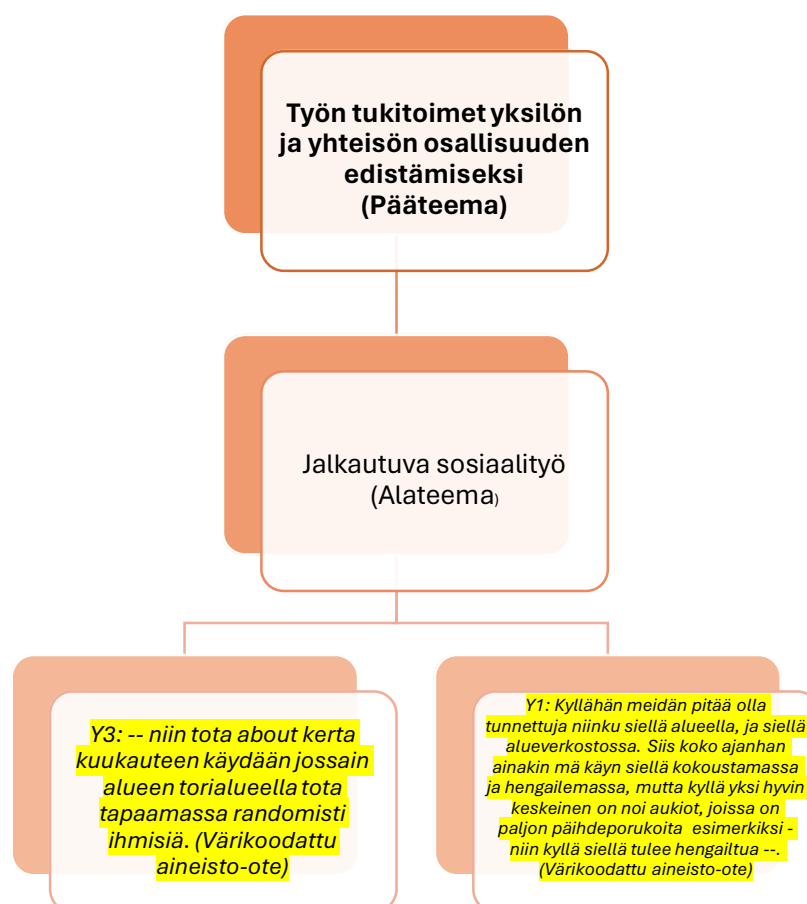 Työn tukitoimet yksilön
ja yhteisön osallisuuden
edistämiseksi
(Pääteema)
Jalkautuva sosiaalityö
(Alateema)
Y3: -- niin tota about kerta
kuukauteen käydään jossain
alueen torialueella tota
tapaamassa randomisti
ihmisiä. (Värikoodattu
aineisto-ote)
Y1: Kyllähän meidän pitää olla
tunnettuja niinku siellä alueella, ja siellä
alueverkostossa. Siis koko ajanhan
ainakin mä käyn siellä kokoustamassa
ja hengailemassa, mutta kyllä yksi hyvin
keskeinen on noi aukiot, joissa on
paljon päihdeporukoita esimerkiksi -
niin kyllä siellä tulee hengailtua --.
(Värikoodattu aineisto-ote)